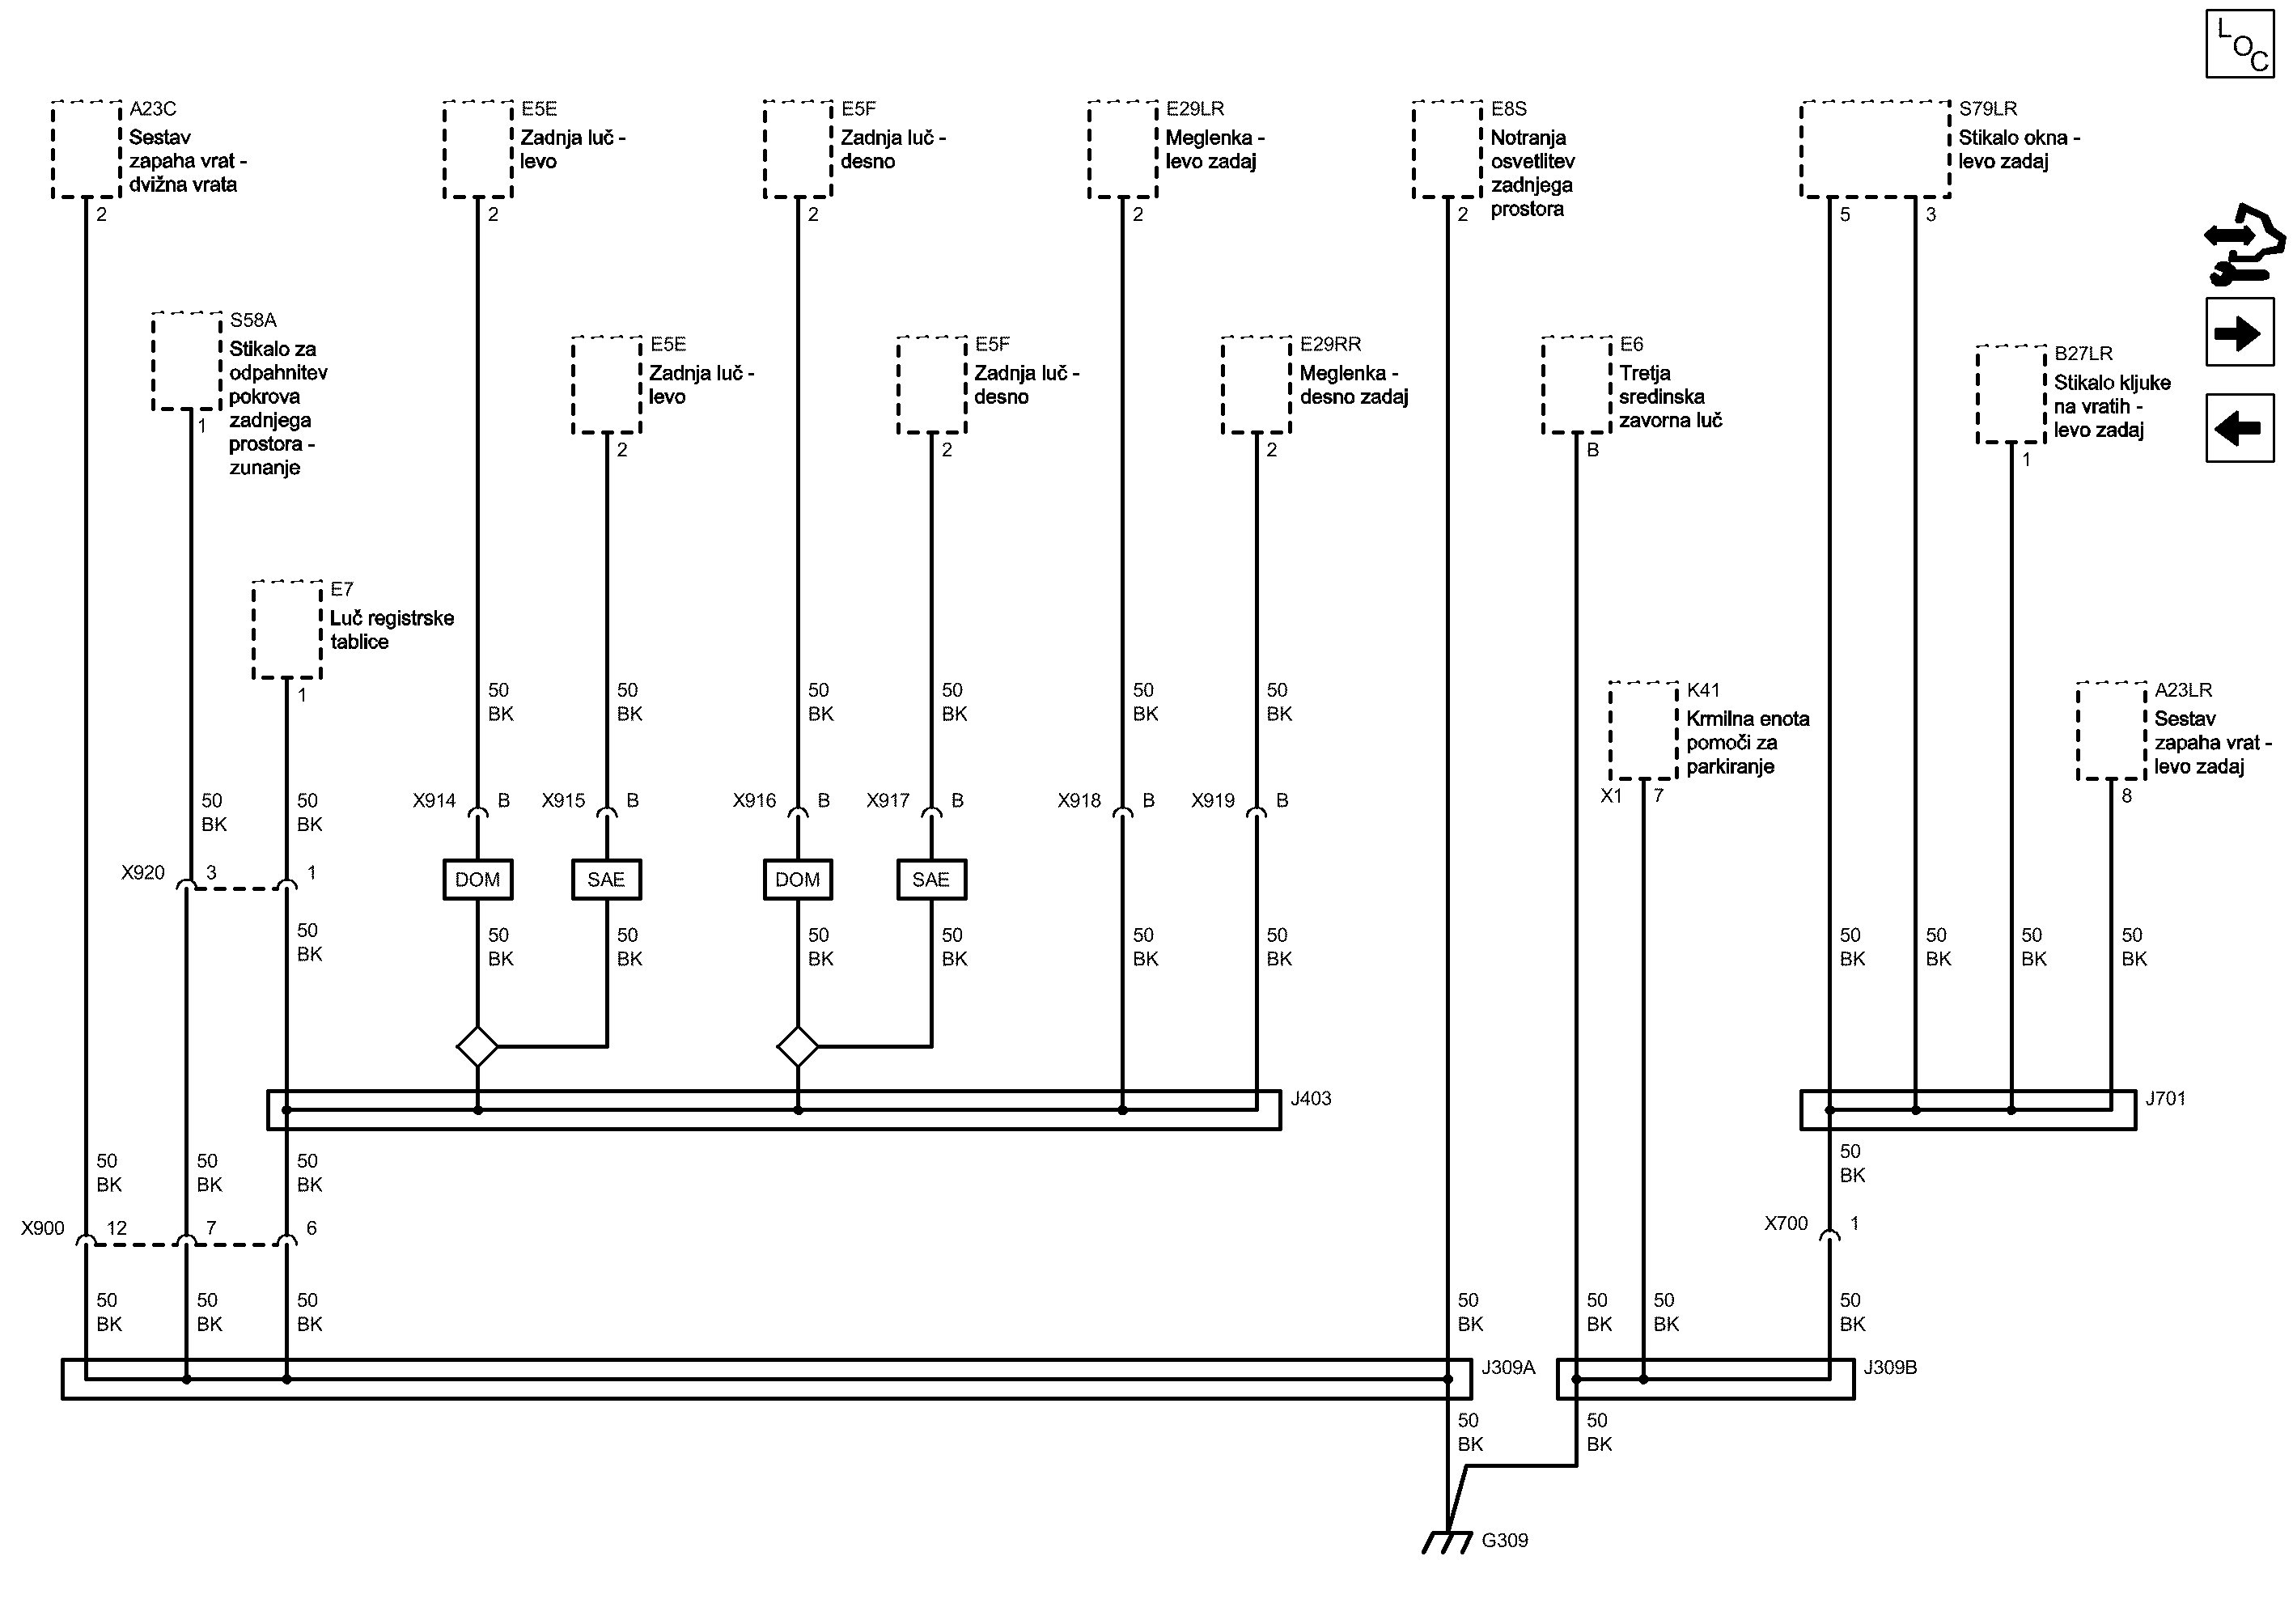 LOC
A23C
Sestav
zapaha vrat -
dvižna vrata
2
E5E
Zadnja luč -
levo
2
E5F
Zadnja luč -
desno
2
E29LR
Meglenka -
levo zadaj
2
E8S
Notranja
osvetlitev
zadnjega
prostora
2
S79LR
Stikalo okna -
levo zadaj
5
3
S58A
Stikalo za
odpahnitev
pokrova
zadnjega
prostora -
zunanje
1
E5E
Zadnja luč -
levo
2
E5F
Zadnja luč -
desno
2
E29RR
Meglenka -
desno zadaj
2
E6
Tretja
sredinska
zavorna luč
B
B27LR
Stikalo kljuke
na vratih -
levo zadaj
1
E7
Luč registrske
tablice
1
K41
Krmilna enota
pomoči za
parkiranje
X1 7
A23LR
Sestav
zapaha vrat -
levo zadaj
8
50
BK
50
BK
50
BK
50
BK
50
BK
50
BK
50
BK
50
BK
X914 B
X915 B
X916 B
X917 B
X918 B
X919 B
X920 3 1
DOM
SAE
DOM
SAE
50
BK
50
BK
50
BK
50
BK
50
BK
50
BK
50
BK
50
BK
50
BK
50
BK
50
BK
J403
J701
50
BK
50
BK
50
BK
50
BK
X900 12 7 6
X700 1
50
BK
50
BK
50
BK
50
BK
50
BK
50
BK
50
BK
J309A
J309B
50
BK
50
BK
G309